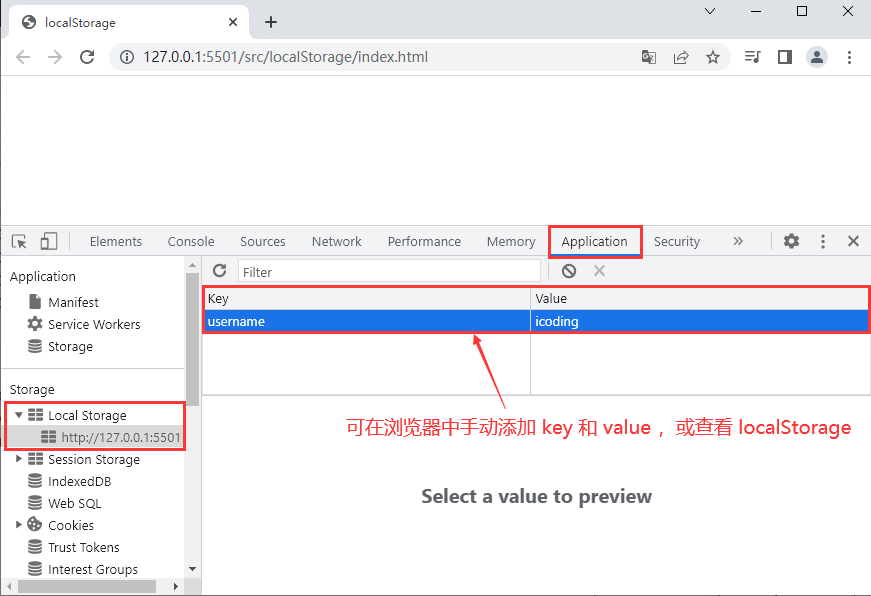 localStorage
127.0.0.1:5501/src/localStorage/index.html
Elements Console Sources Network Performance Memory Application Security
Application
Manifest
Service Workers
Storage
Storage
Local Storage
http://127.0.0.1:5501
Session Storage
IndexedDB
Web SQL
Cookies
Trust Tokens
Interest Groups
Filter
Key Value
username icoding
可在浏览器中手动添加 key 和 value ，或查看 localStorage
Select a value to preview